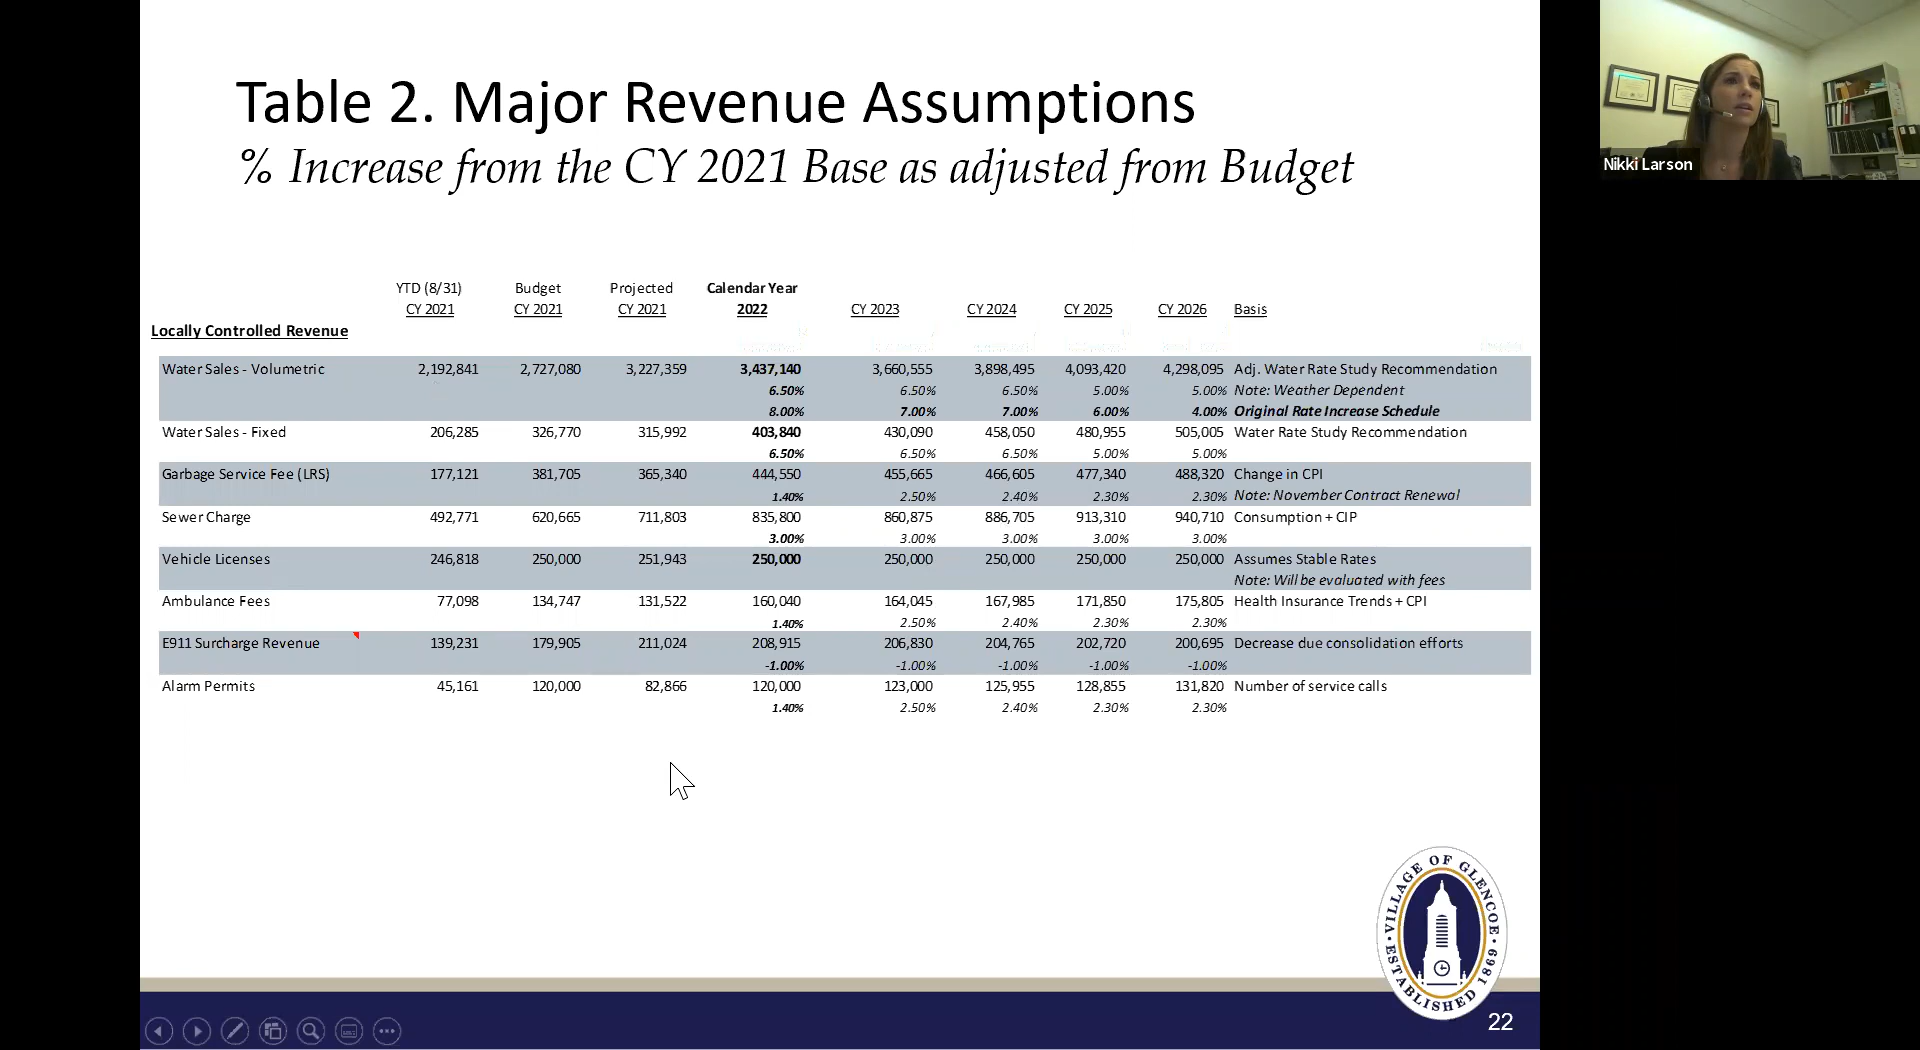 Table 2. Major Revenue Assumptions
% Increase from the CY 2021 Base as adjusted from Budget
Nikki Larson
YTD (8/31) Budget Projected Calendar Year
CY 2021 CY 2021 CY 2021 2022 CY 2023 CY 2024 CY 2025 CY 2026 Basis
Locally Controlled Revenue
Water Sales - Volumetric 2,192,841 2,727,080 3,227,359 3,437,140 3,660,555 3,898,495 4,093,420 4,298,095 Adj. Water Rate Study Recommendation
6.50% 6.50% 6.50% 5.00% 5.00% Note: Weather Dependent
8.00% 7.00% 7.00% 6.00% 4.00% Original Rate Increase Schedule
Water Sales - Fixed 206,285 326,770 315,992 403,840 430,090 458,050 480,955 505,005 Water Rate Study Recommendation
6.50% 6.50% 6.50% 5.00% 5.00%
Garbage Service Fee (LRS) 177,121 381,705 365,340 444,550 455,665 466,605 477,340 488,320 Change in CPI
1.40% 2.50% 2.40% 2.30% 2.30% Note: November Contract Renewal
Sewer Charge 492,771 620,665 711,803 835,800 860,875 886,705 913,310 940,710 Consumption + CIP
3.00% 3.00% 3.00% 3.00% 3.00%
Vehicle Licenses 246,818 250,000 251,943 250,000 250,000 250,000 250,000 250,000 Assumes Stable Rates
Note: Will be evaluated with fees
Ambulance Fees 77,098 134,747 131,522 160,040 164,045 167,985 171,850 175,805 Health Insurance Trends + CPI
1.40% 2.50% 2.40% 2.30% 2.30%
E911 Surcharge Revenue 139,231 179,905 211,024 208,915 206,830 204,765 202,720 200,695 Decrease due consolidation efforts
-1.00% -1.00% -1.00% -1.00% -1.00%
Alarm Permits 45,161 120,000 82,866 120,000 123,000 125,955 128,855 131,820 Number of service calls
1.40% 2.50% 2.40% 2.30% 2.30%
VILLAGE OF GLENCOE
ESTABLISHED 1869
22